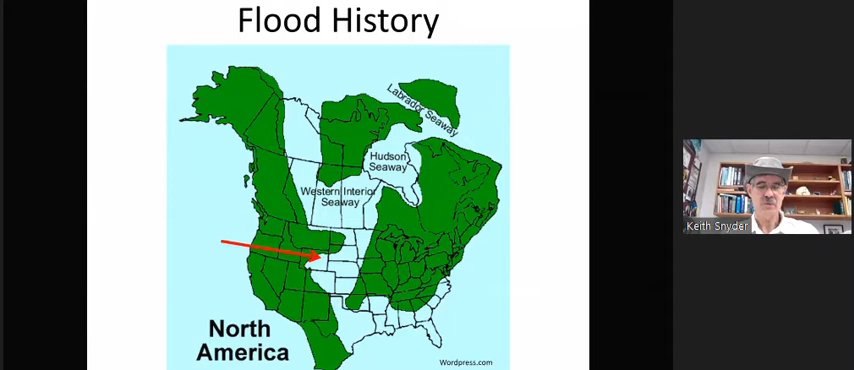 Flood History
Labrador Seaway
Hudson
Seaway
Western Interior
Seaway
North
America
Wordpress.com
Keith Snyder